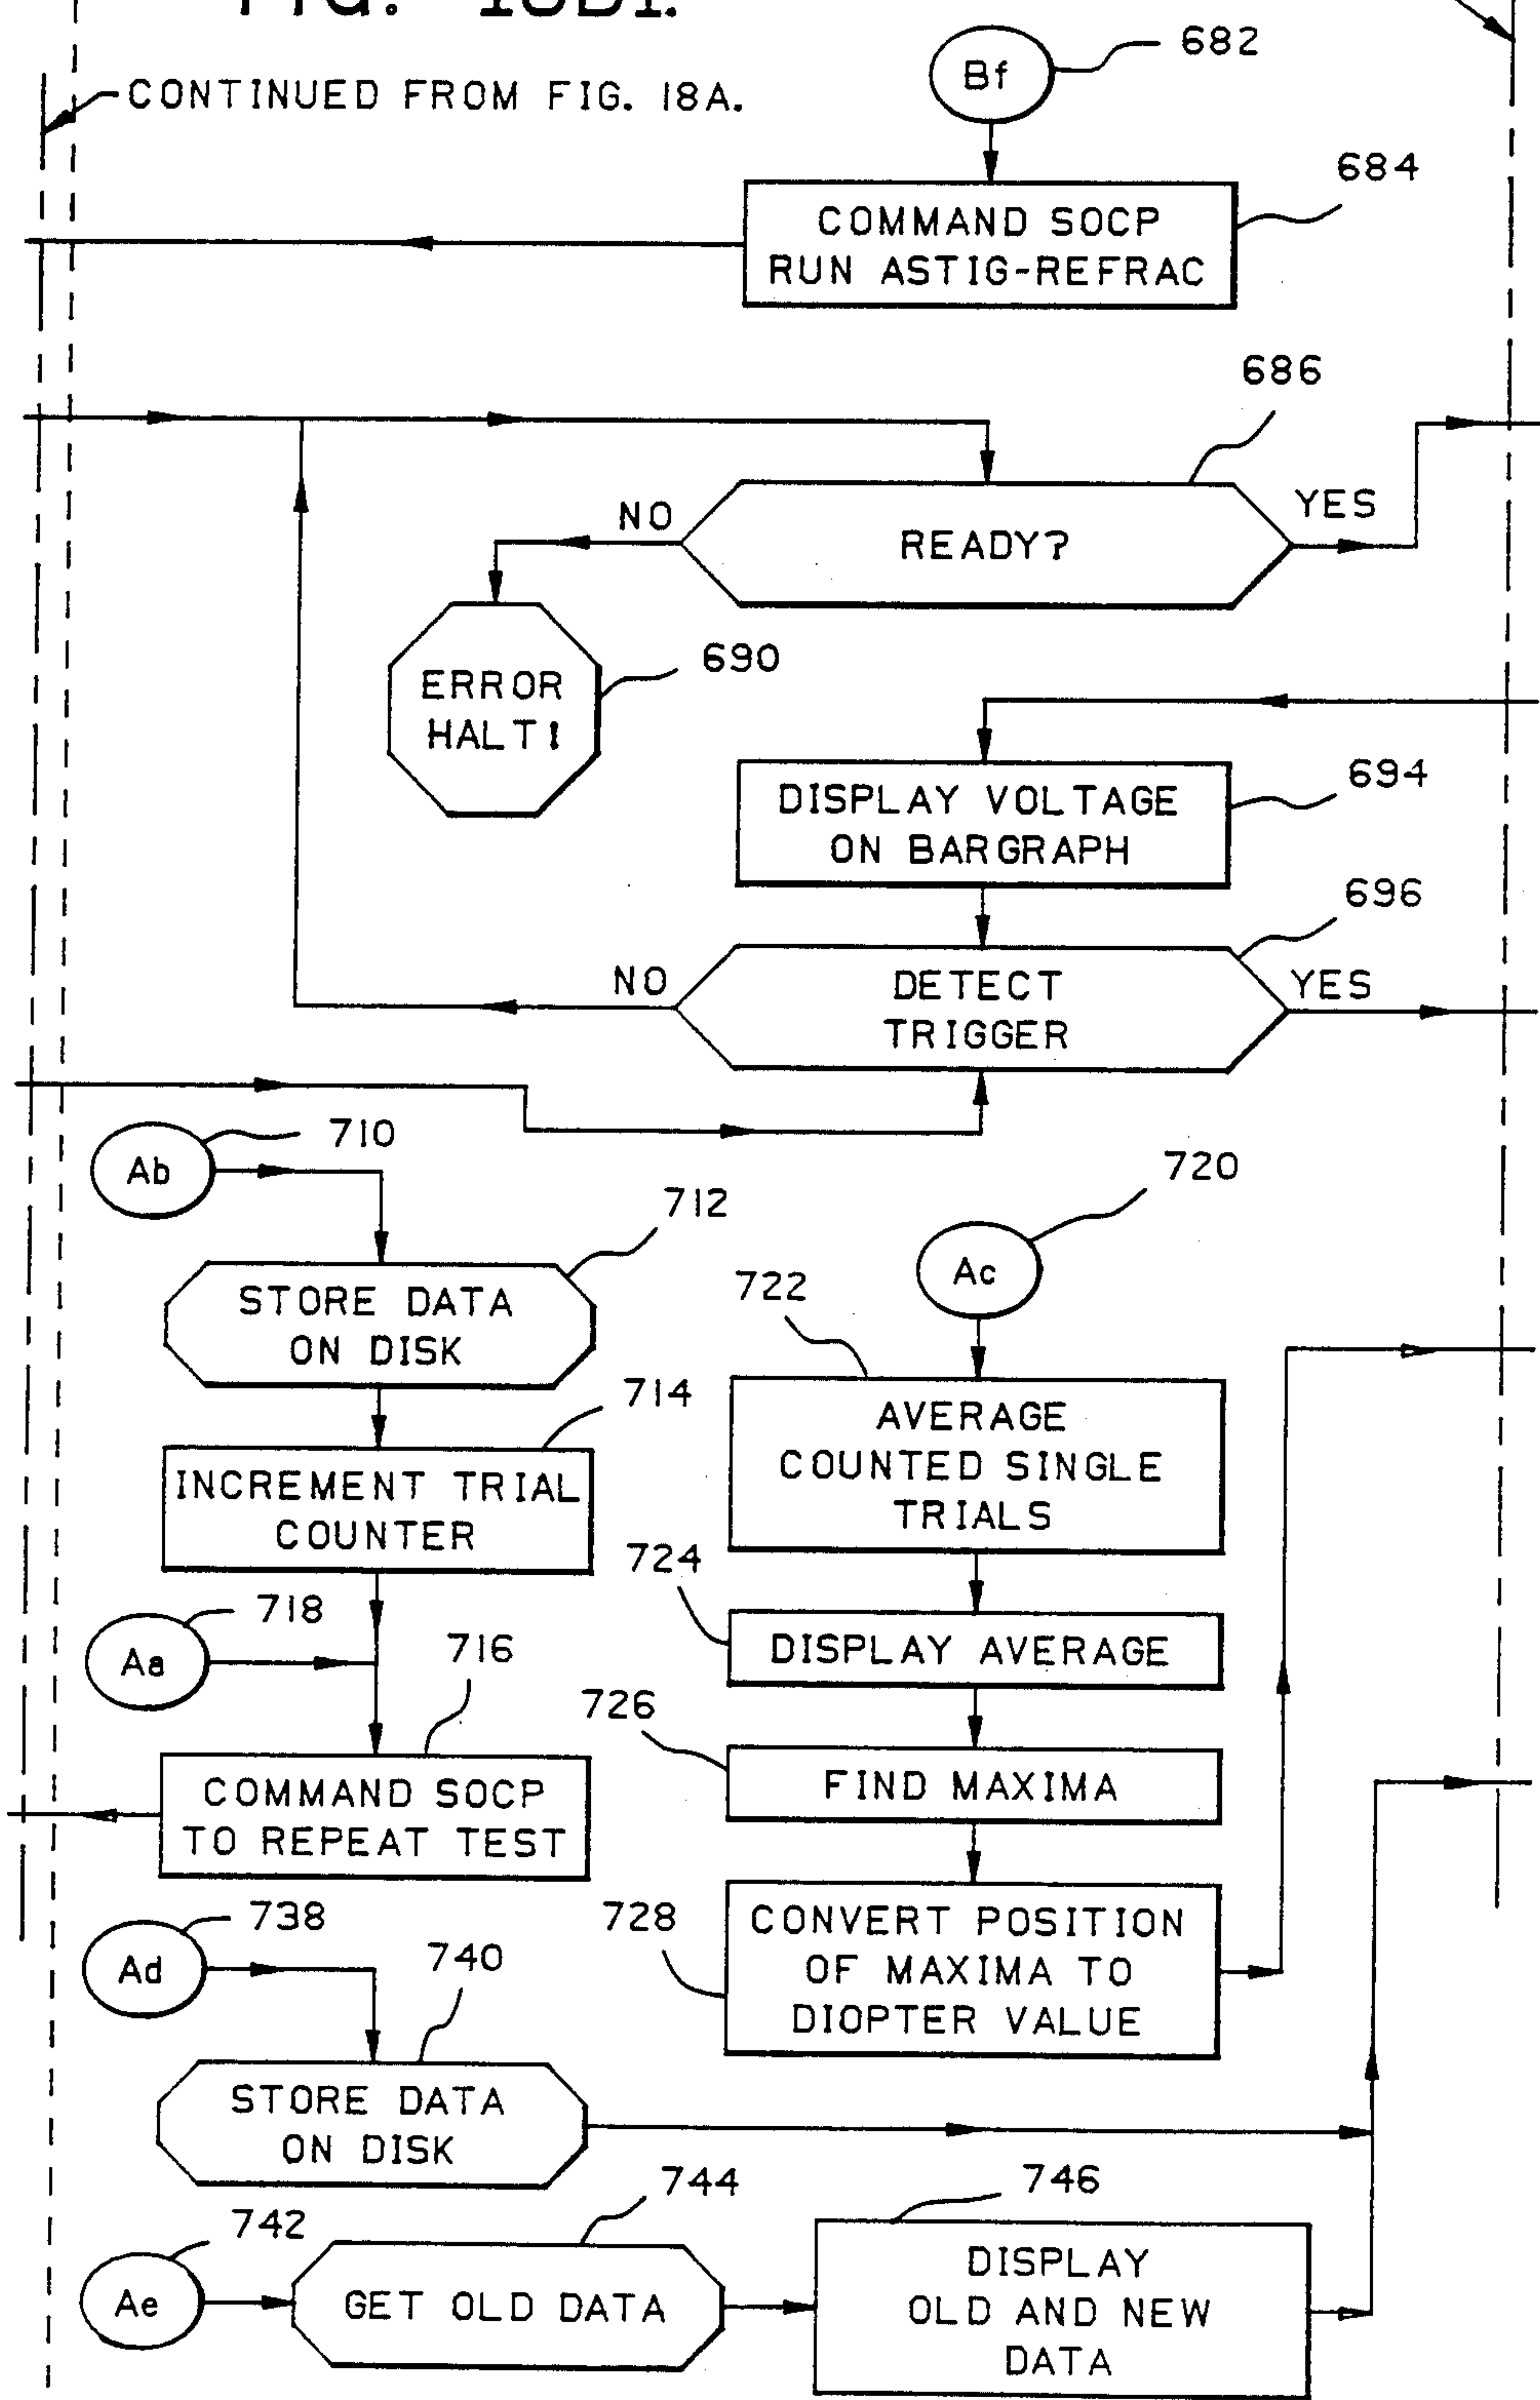 FIG. 18B1.
CONTINUED FROM FIG. 18A.
Bf
682
684
COMMAND SOCP
RUN ASTIG-REFRAC
686
NO
READY?
YES
ERROR
HALT!
690
694
DISPLAY VOLTAGE
ON BARGRAPH
696
NO
DETECT
TRIGGER
YES
Ab
710
712
STORE DATA
ON DISK
714
INCREMENT TRIAL
COUNTER
Aa
718
716
COMMAND SOCP
TO REPEAT TEST
720
Ac
722
AVERAGE
COUNTED SINGLE
TRIALS
724
DISPLAY AVERAGE
726
FIND MAXIMA
728
CONVERT POSITION
OF MAXIMA TO
DIOPTER VALUE
Ad
738
740
STORE DATA
ON DISK
Ae
742
744
GET OLD DATA
746
DISPLAY
OLD AND NEW
DATA